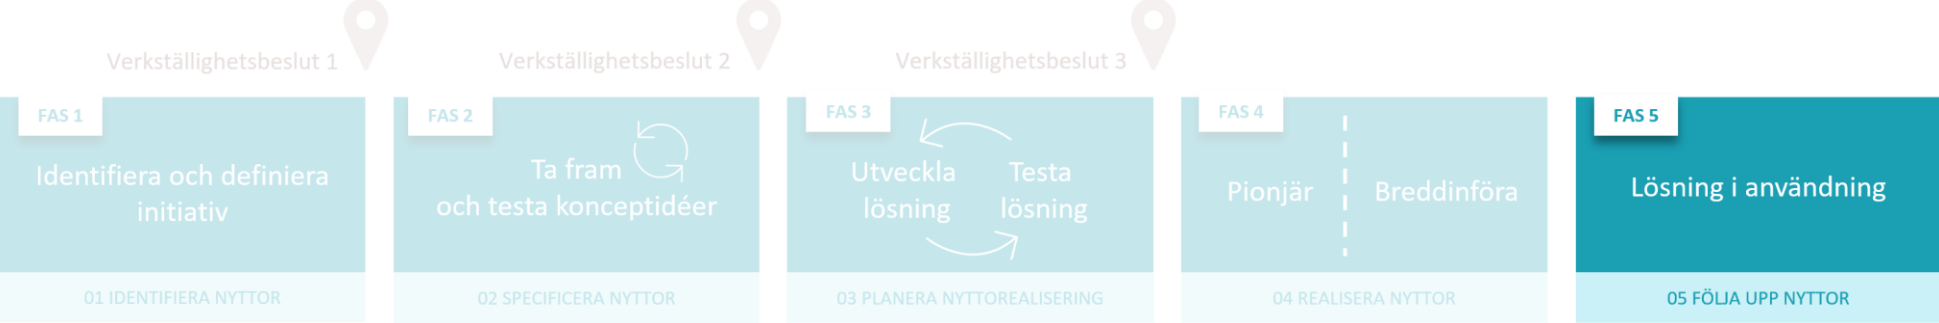 Verkställighetsbeslut 1
Verkställighetsbeslut 2
Verkställighetsbeslut 3
FAS 1
Identifiera och definiera
initiativ
01 IDENTIFIERA NYTTOR
FAS 2
Ta fram
och testa konceptidéer
02 SPECIFICERA NYTTOR
FAS 3
Utveckla
lösning
Testa
lösning
03 PLANERA NYTTOREALISERING
FAS 4
Pionjär
Breddinföra
04 REALISERA NYTTOR
FAS 5
Lösning i användning
05 FÖLJA UPP NYTTOR